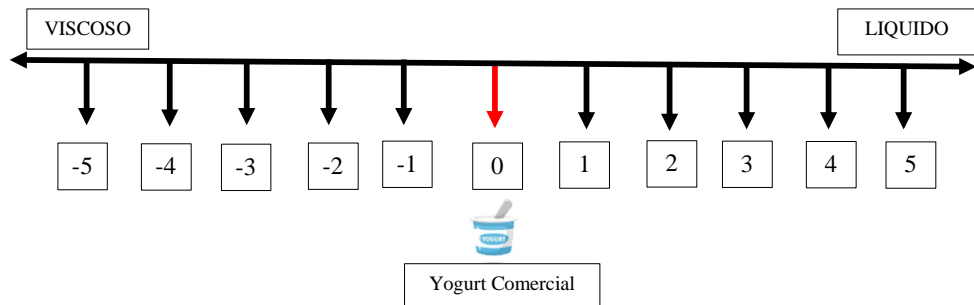 VISCOSO
LIQUIDO
-5 -4 -3 -2 -1 0 1 2 3 4 5
YOGURT
Yogurt Comercial